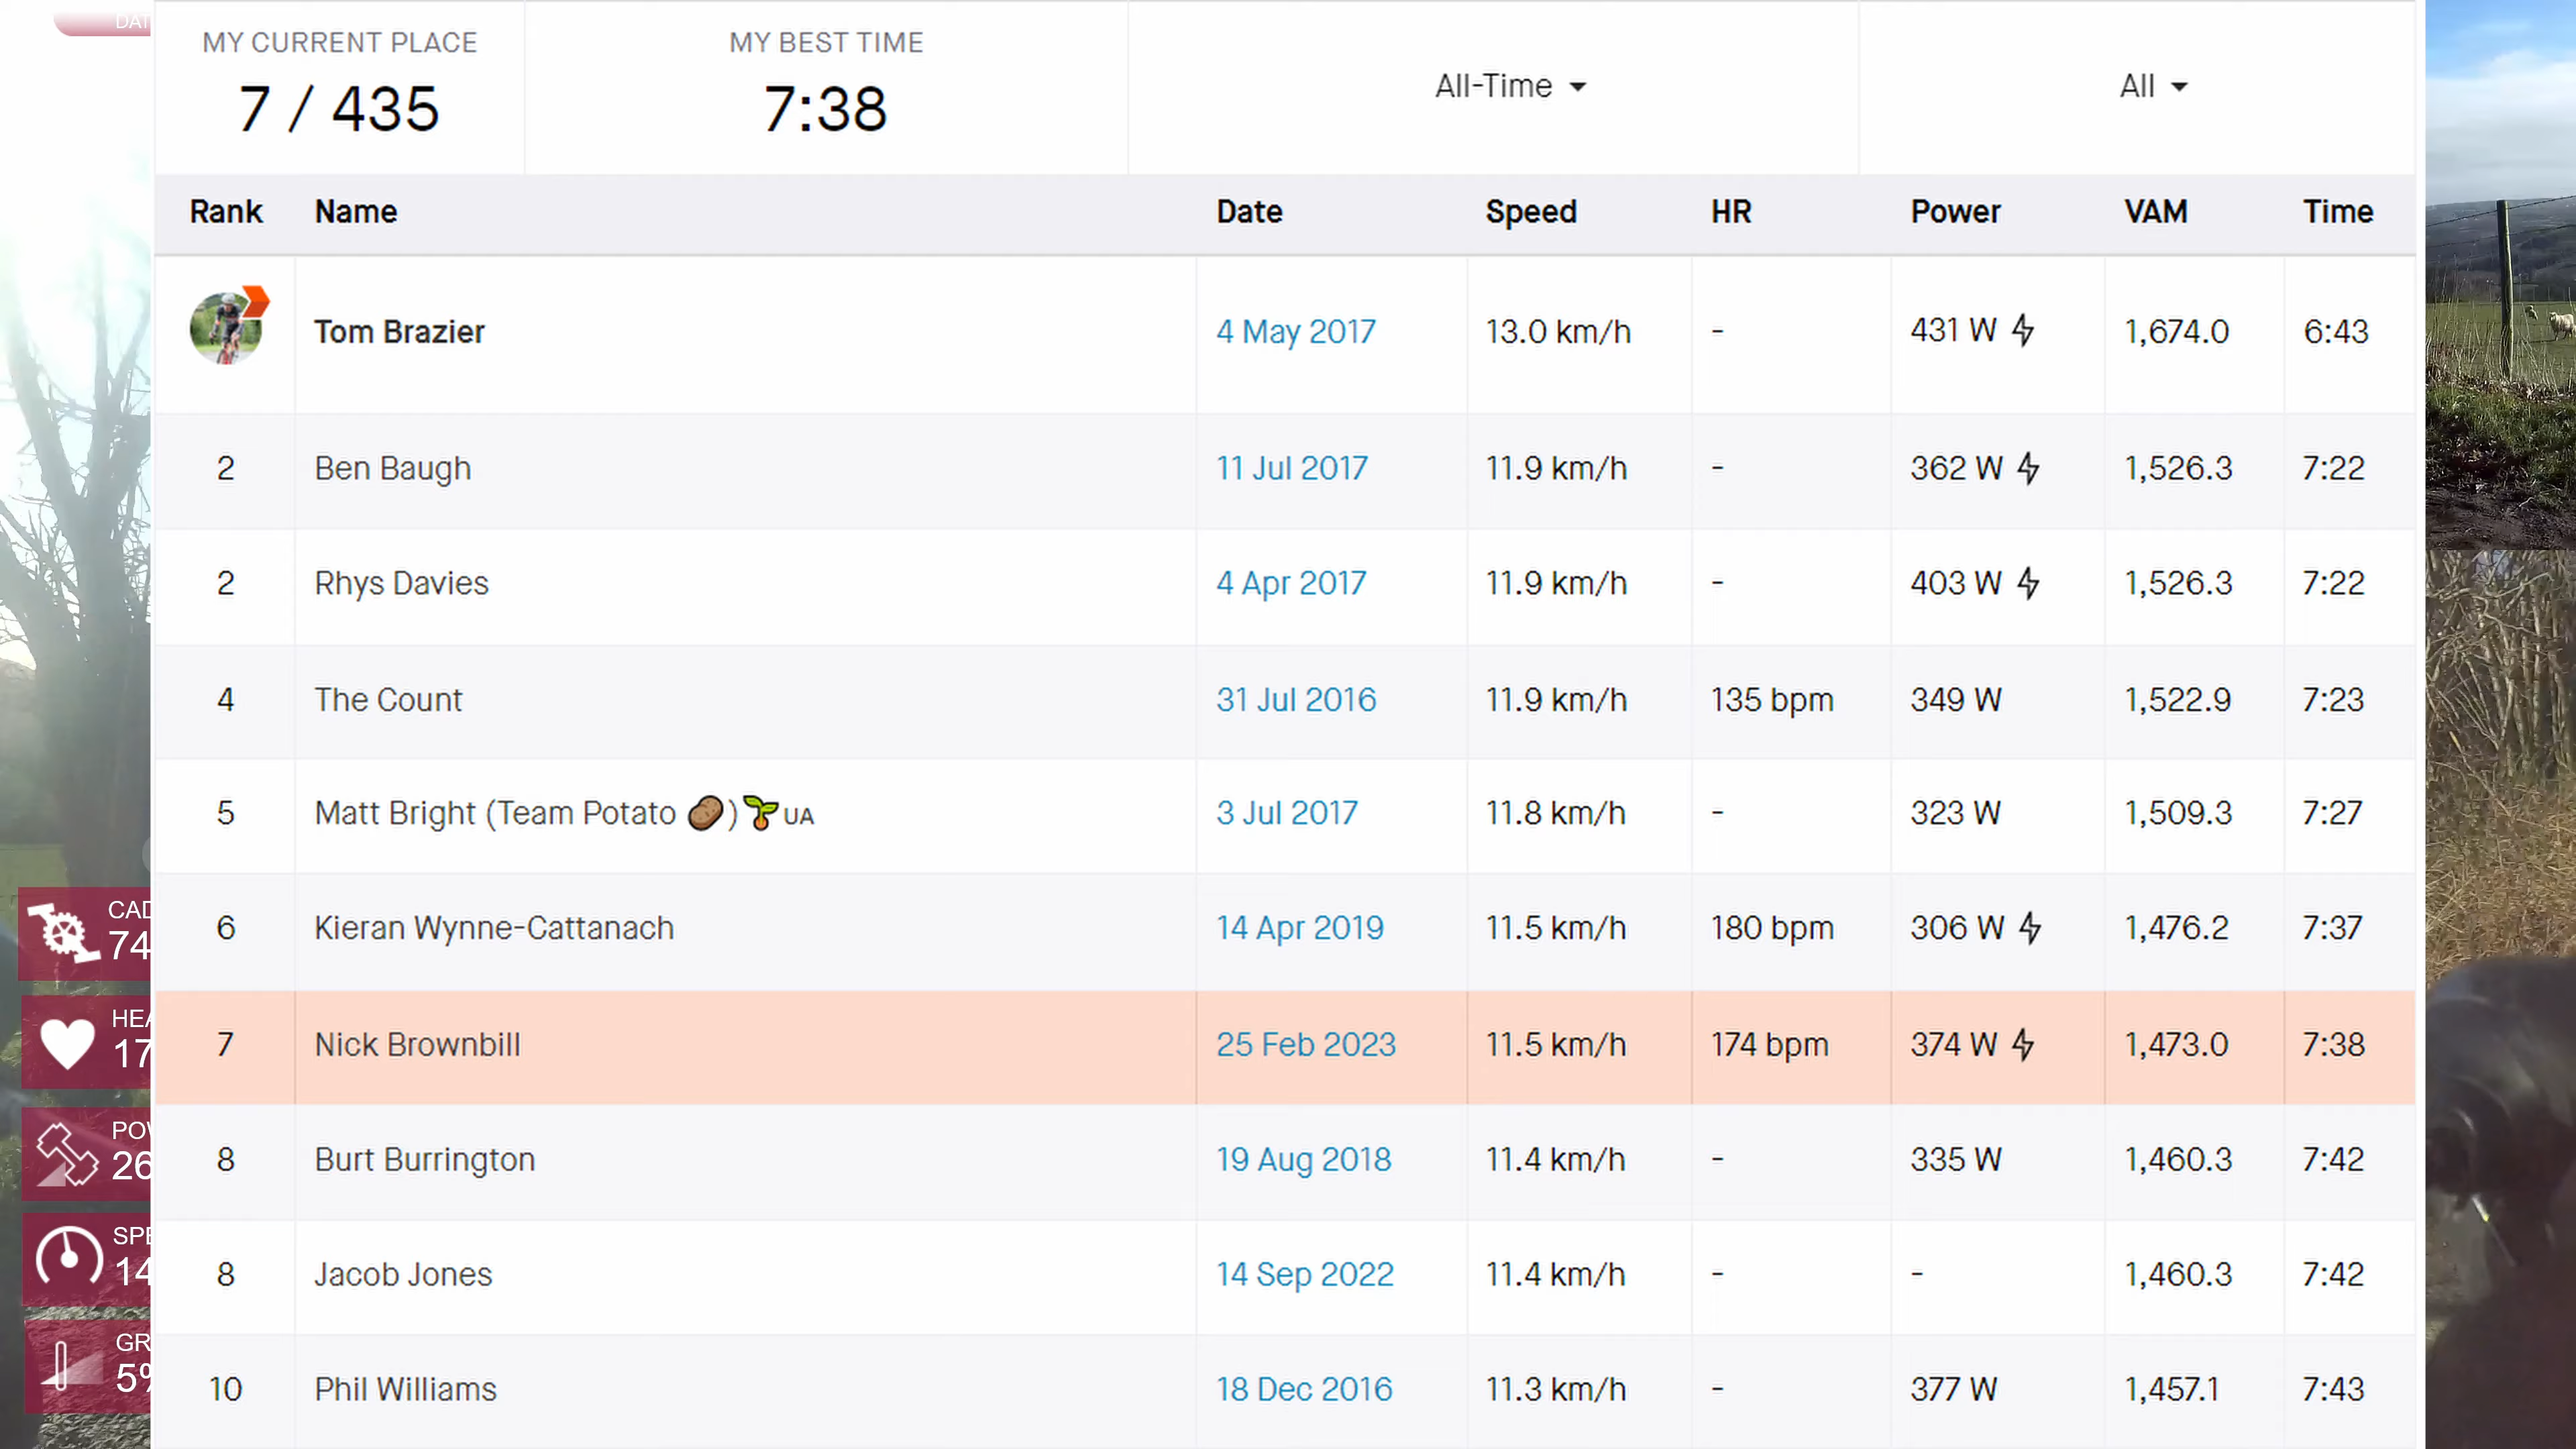 DAT
MY CURRENT PLACE
7 / 435
MY BEST TIME
7:38
All-Time
All
Rank Name Date Speed HR Power VAM Time
Tom Brazier 4 May 2017 13.0 km/h - 431 W 1,674.0 6:43
2 Ben Baugh 11 Jul 2017 11.9 km/h - 362 W 1,526.3 7:22
2 Rhys Davies 4 Apr 2017 11.9 km/h - 403 W 1,526.3 7:22
4 The Count 31 Jul 2016 11.9 km/h 135 bpm 349 W 1,522.9 7:23
5 Matt Bright (Team Potato 🥔)🌱UA 3 Jul 2017 11.8 km/h - 323 W 1,509.3 7:27
6 Kieran Wynne-Cattanach 14 Apr 2019 11.5 km/h 180 bpm 306 W 1,476.2 7:37
7 Nick Brownbill 25 Feb 2023 11.5 km/h 174 bpm 374 W 1,473.0 7:38
8 Burt Burrington 19 Aug 2018 11.4 km/h - 335 W 1,460.3 7:42
8 Jacob Jones 14 Sep 2022 11.4 km/h - - 1,460.3 7:42
10 Phil Williams 18 Dec 2016 11.3 km/h - 377 W 1,457.1 7:43
CAD
74
HEA
17
POW
26
SPE
14
GR
5%